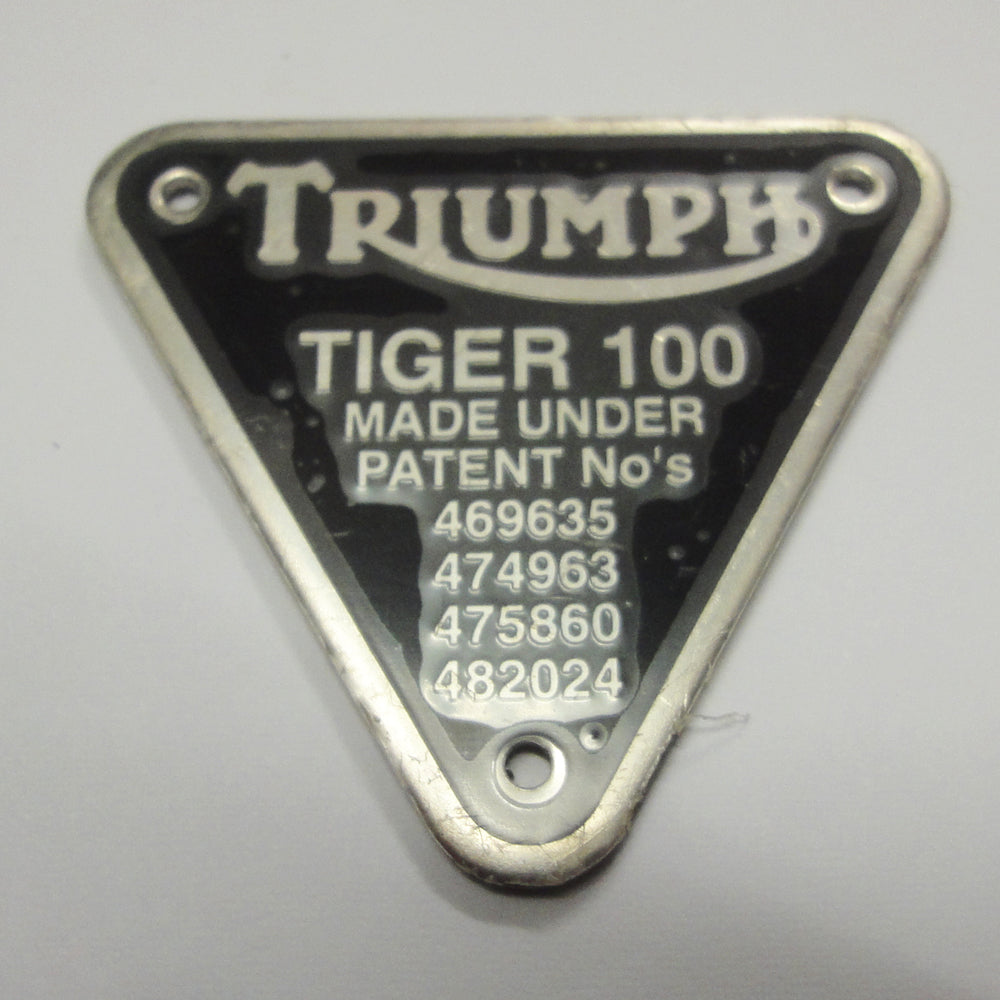 TRIUMPH
TIGER 100
MADE UNDER
PATENT No's
469635
474963
475860
482024